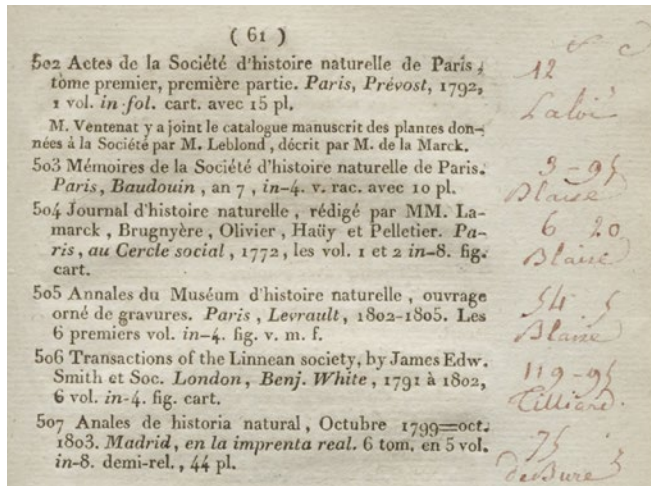 ( 61 )
502 Actes de la Société d'histoire naturelle de Paris,
tome premier, première partie. Paris, Prévost, 1792,
1 vol. in-fol. cart. avec 15 pl.
12
M. Ventenat y a joint le catalogue manuscrit des plantes don-
nées à la Société par M. Leblond, décrit par M. de la Marck.
503 Mémoires de la Société d'histoire naturelle de Paris.
Paris, Baudouin, an 7, in-4. v. rac. avec 10 pl.
3 - 95
Blaise
504 Journal d'histoire naturelle, rédigé par MM. La-
marck, Brugnyère, Olivier, Haüy et Pelletier. Pa-
ris, au Cercle social, 1772, les vol. 1 et 2 in-8. fig.
cart.
6 20
Blaise
505 Annales du Muséum d'histoire naturelle, ouvrage
orné de gravures. Paris, Levrault, 1802-1805. Les
6 premiers vol. in-4. fig. v. m. f.
54 5
Blaise
506 Transactions of the Linnean society, by James Edw.
Smith et Soc. London, Benj. White, 1791 à 1802,
6 vol. in-4. fig. cart.
119 - 95
Tilliard.
507 Anales de historia natural, Octubre 1799=oct.
1803. Madrid, en la imprenta real. 6 tom. en 5 vol.
in-8. demi-rel., 44 pl.
75 5
de Bure